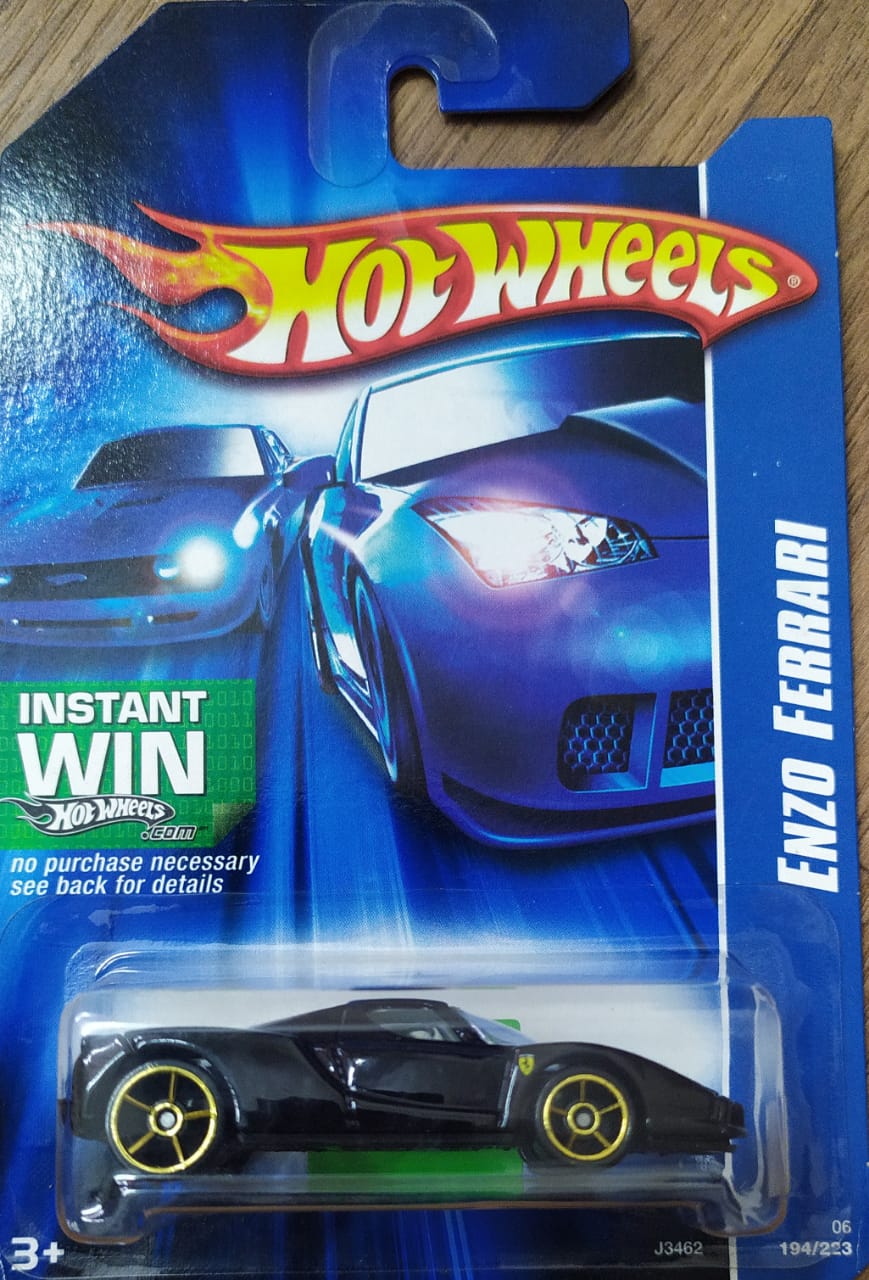 HOT WHEELS®
ENZO FERRARI
INSTANT
WIN
HOT WHEELS
.com
no purchase necessary
see back for details
3+
J3462
06
194/223